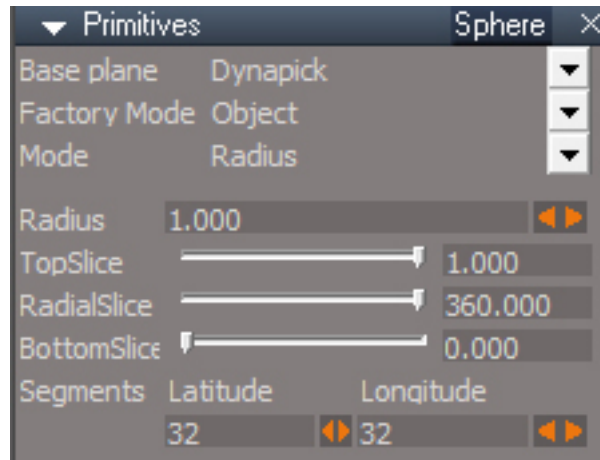 Primitives Sphere
Base plane Dynapick
Factory Mode Object
Mode Radius
Radius 1.000
TopSlice 1.000
RadialSlice 360.000
BottomSlice 0.000
Segments Latitude Longitude
32 32